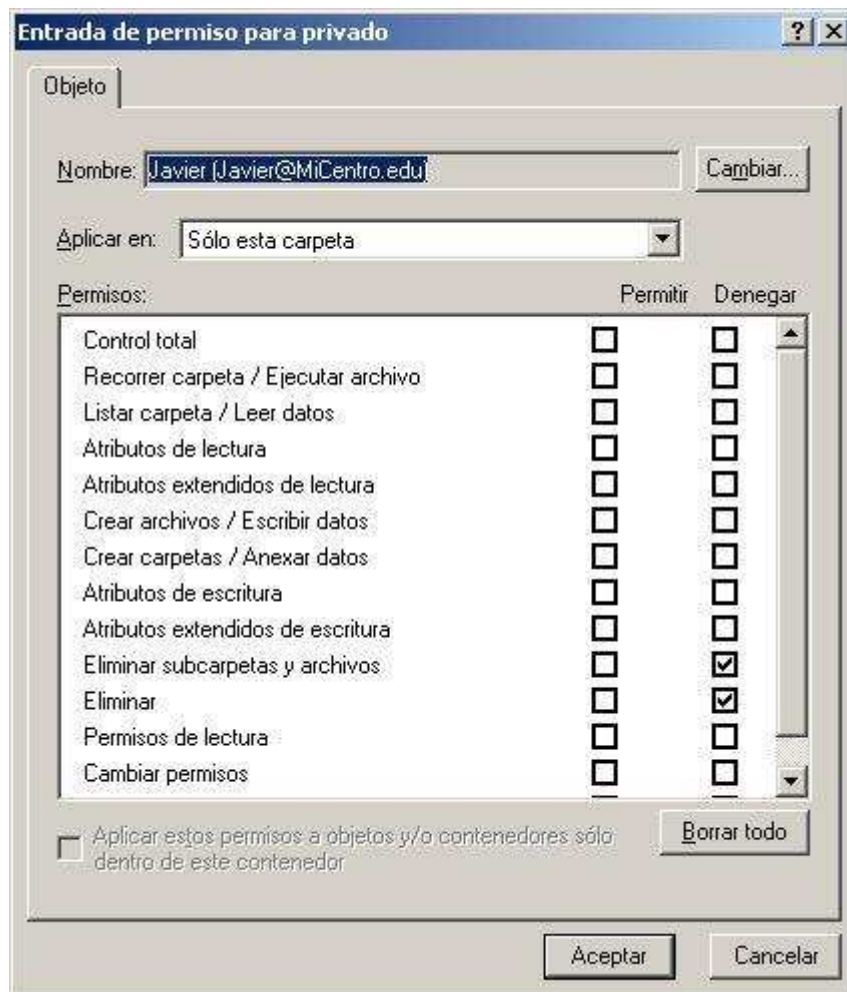 Entrada de permiso para privado
Objeto
Nombre: Javier (Javier@MiCentro.edu) Cambiar...
Aplicar en: Sólo esta carpeta
Permisos: Permitir Denegar
Control total
Recorrer carpeta / Ejecutar archivo
Listar carpeta / Leer datos
Atributos de lectura
Atributos extendidos de lectura
Crear archivos / Escribir datos
Crear carpetas / Anexar datos
Atributos de escritura
Atributos extendidos de escritura
Eliminar subcarpetas y archivos
Eliminar
Permisos de lectura
Cambiar permisos
Aplicar estos permisos a objetos y/o contenedores sólo
dentro de este contenedor
Borrar todo
Aceptar Cancelar